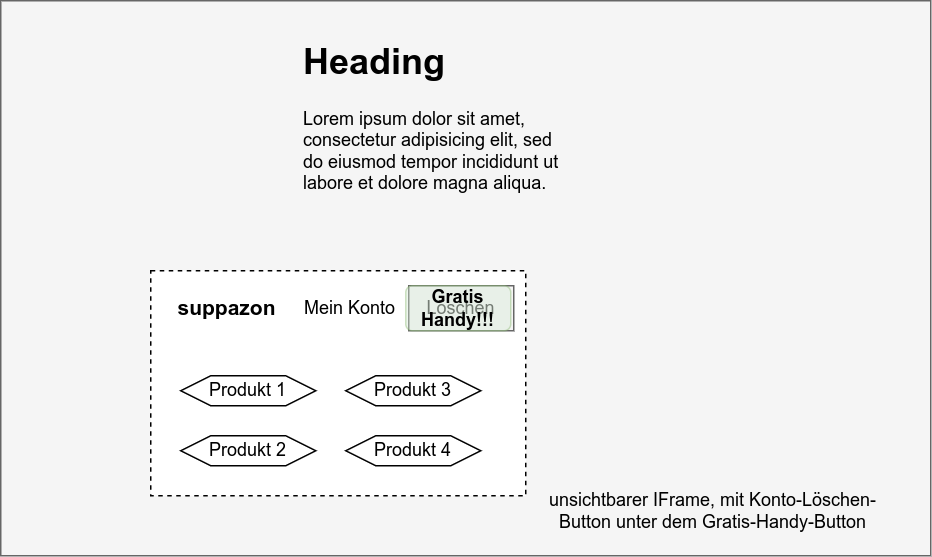 Heading
Lorem ipsum dolor sit amet,
consectetur adipisicing elit, sed
do eiusmod tempor incididunt ut
labore et dolore magna aliqua.
suppazon
Mein Konto
Gratis
Löschen
Handy!!!
Produkt 1
Produkt 3
Produkt 2
Produkt 4
unsichtbarer IFrame, mit Konto-Löschen-
Button unter dem Gratis-Handy-Button